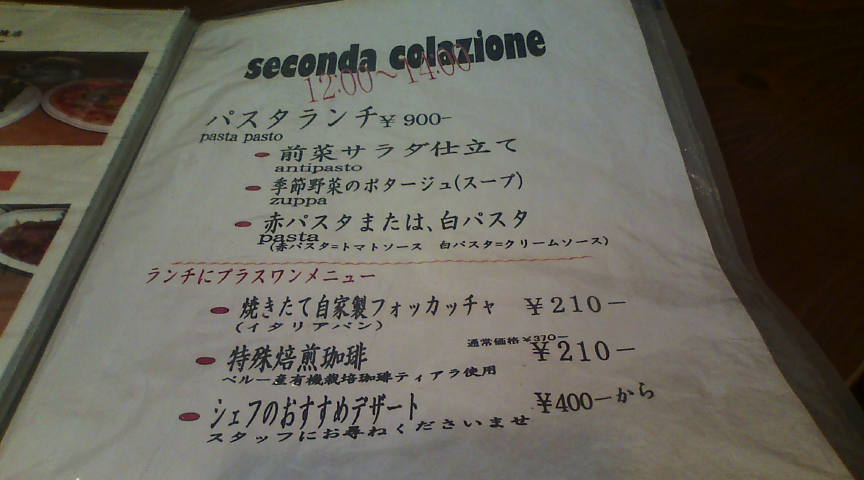 seconda colazione
12:00～14:00
パスタランチ¥900-
pasta pasto
前菜サラダ仕立て
antipasto
季節野菜のポタージュ(スープ)
zuppa
赤パスタまたは、白パスタ
pasta
(赤パスタ=トマトソース 白パスタ=クリームソース)
ランチにプラスワンメニュー
焼きたて自家製フォッカッチャ ¥210-
(イタリアパン)
通常価格¥370-
特殊焙煎珈琲 ¥210-
ペルー産有機栽培珈琲ティアラ使用
シェフのおすすめデザート ¥400-から
スタッフにお尋ねくださいませ